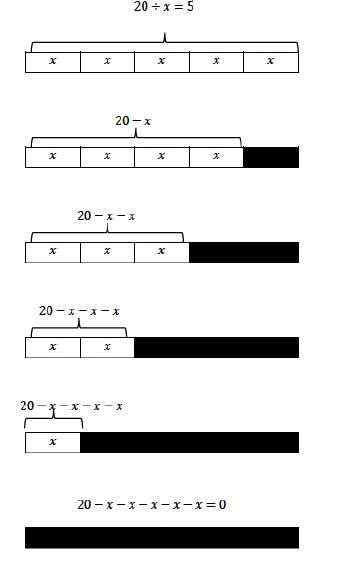 20 ÷ x = 5
x x x x x
20 − x
x x x x
20 − x − x
x x x
20 − x − x − x
x x
20 − x − x − x − x
x
20 − x − x − x − x − x = 0